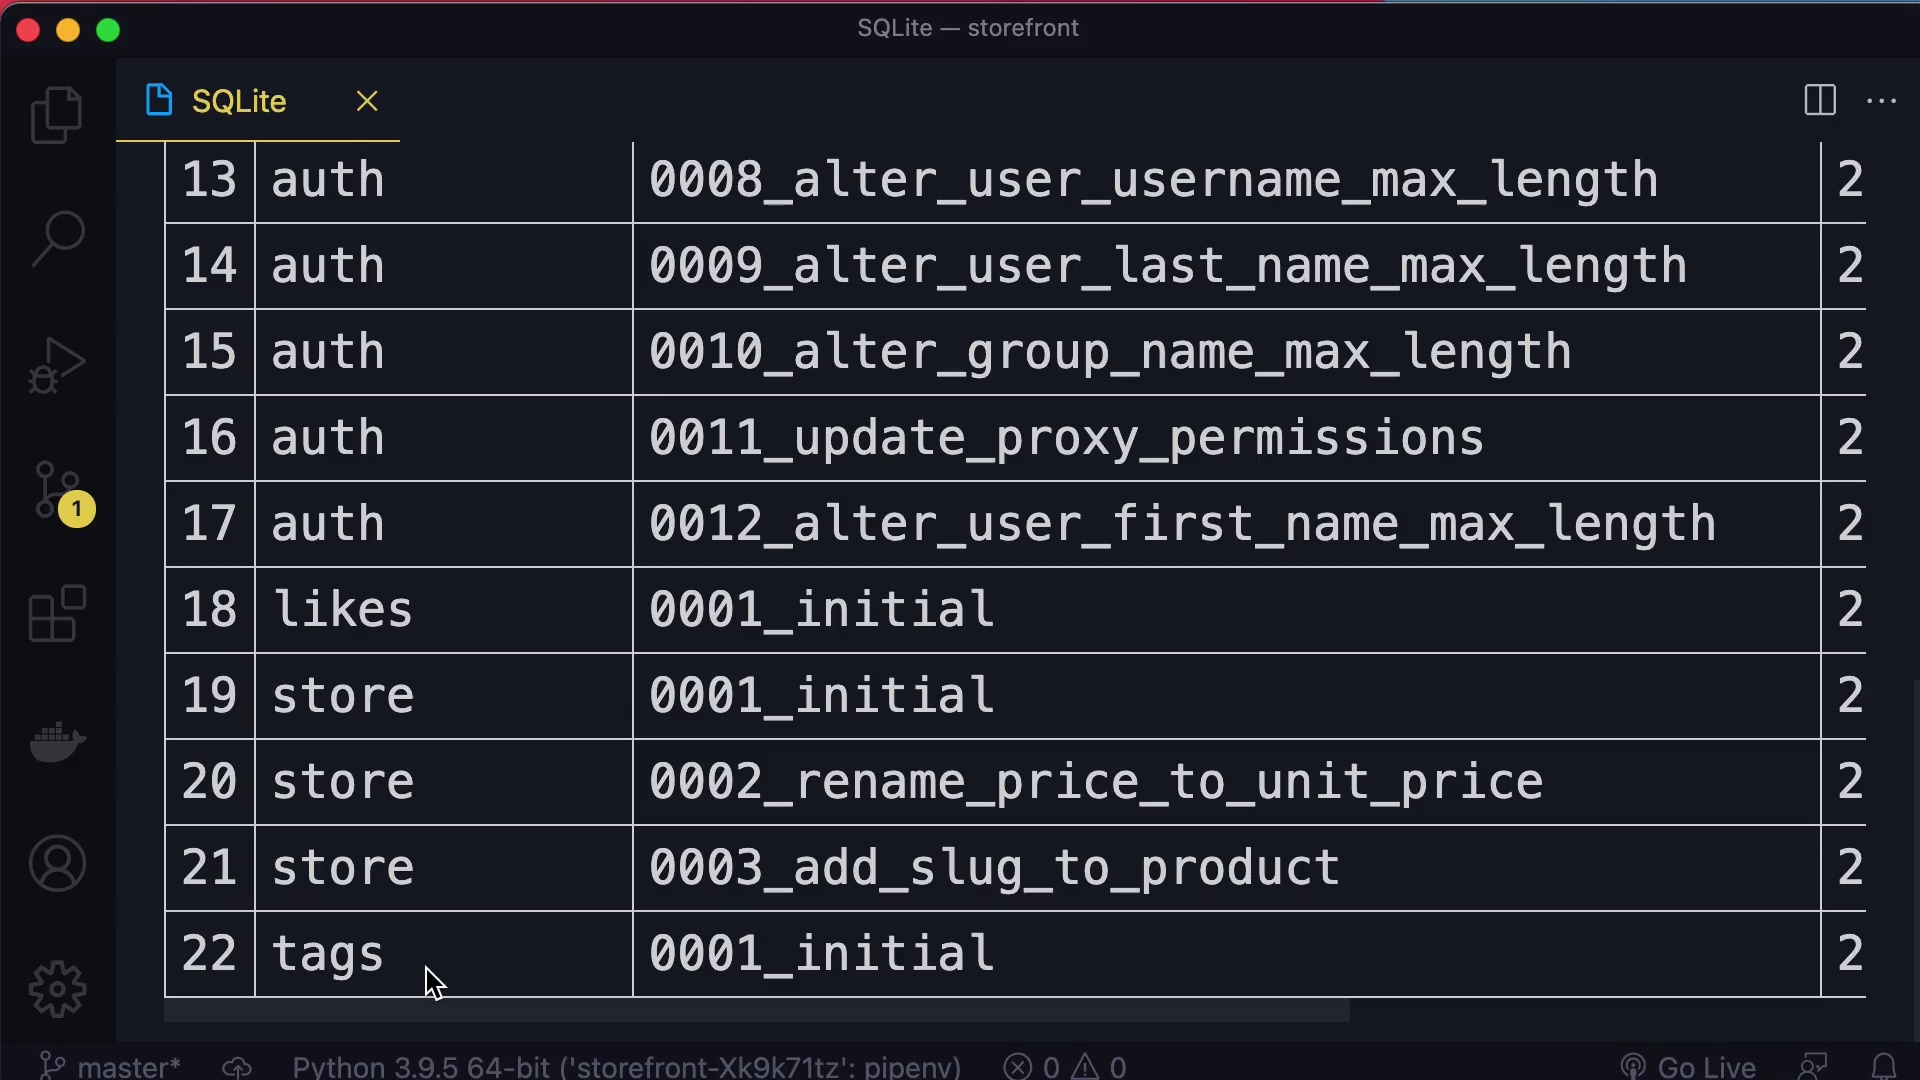 SQLite — storefront
SQLite
13 auth 0008_alter_user_username_max_length 2
14 auth 0009_alter_user_last_name_max_length 2
15 auth 0010_alter_group_name_max_length 2
16 auth 0011_update_proxy_permissions 2
17 auth 0012_alter_user_first_name_max_length 2
18 likes 0001_initial 2
19 store 0001_initial 2
20 store 0002_rename_price_to_unit_price 2
21 store 0003_add_slug_to_product 2
22 tags 0001_initial 2
1
master* Python 3.9.5 64-bit ('storefront-Xk9k71tz': pipenv) 0 0 Go Live